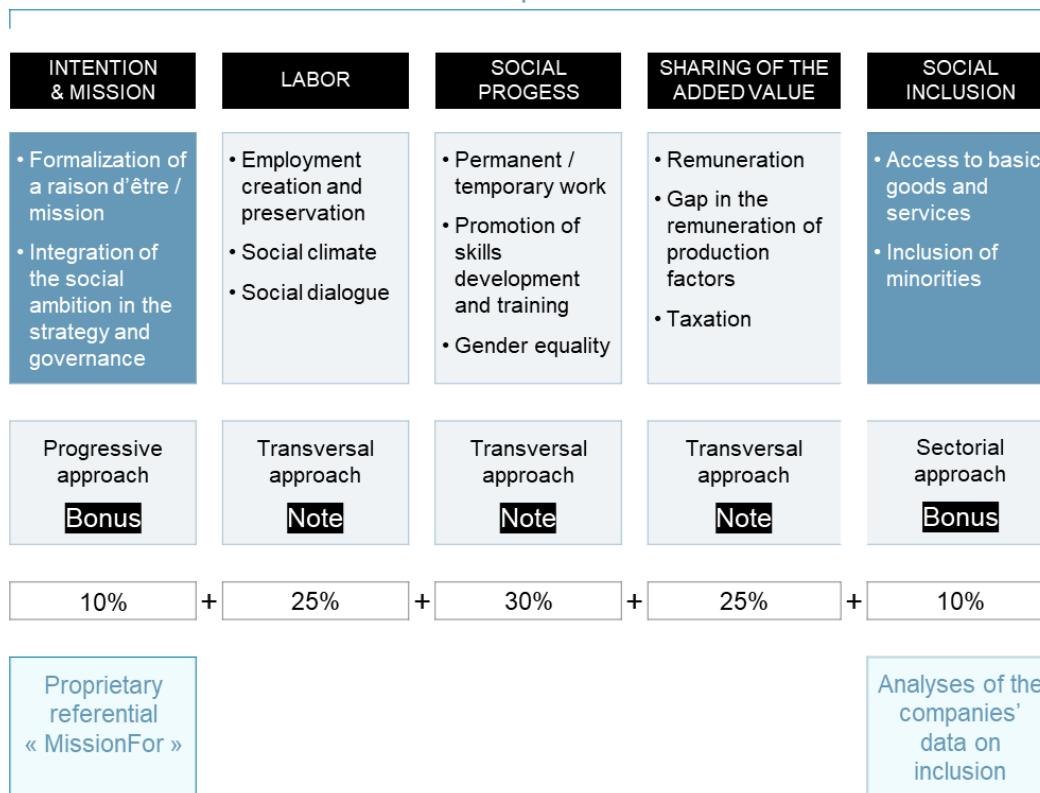 INTENTION
& MISSION
LABOR
SOCIAL
PROGESS
SHARING OF THE
ADDED VALUE
SOCIAL
INCLUSION
• Formalization of
a raison d'être /
mission
• Integration of
the social
ambition in the
strategy and
governance
• Employment
creation and
preservation
• Social climate
• Social dialogue
• Permanent /
temporary work
• Promotion of
skills
development
and training
• Gender equality
• Remuneration
• Gap in the
remuneration of
production
factors
• Taxation
• Access to basic
goods and
services
• Inclusion of
minorities
Progressive
approach
Bonus
Transversal
approach
Note
Transversal
approach
Note
Transversal
approach
Note
Sectorial
approach
Bonus
10% + 25% + 30% + 25% + 10%
Proprietary
referential
« MissionFor »
Analyses of the
companies'
data on
inclusion